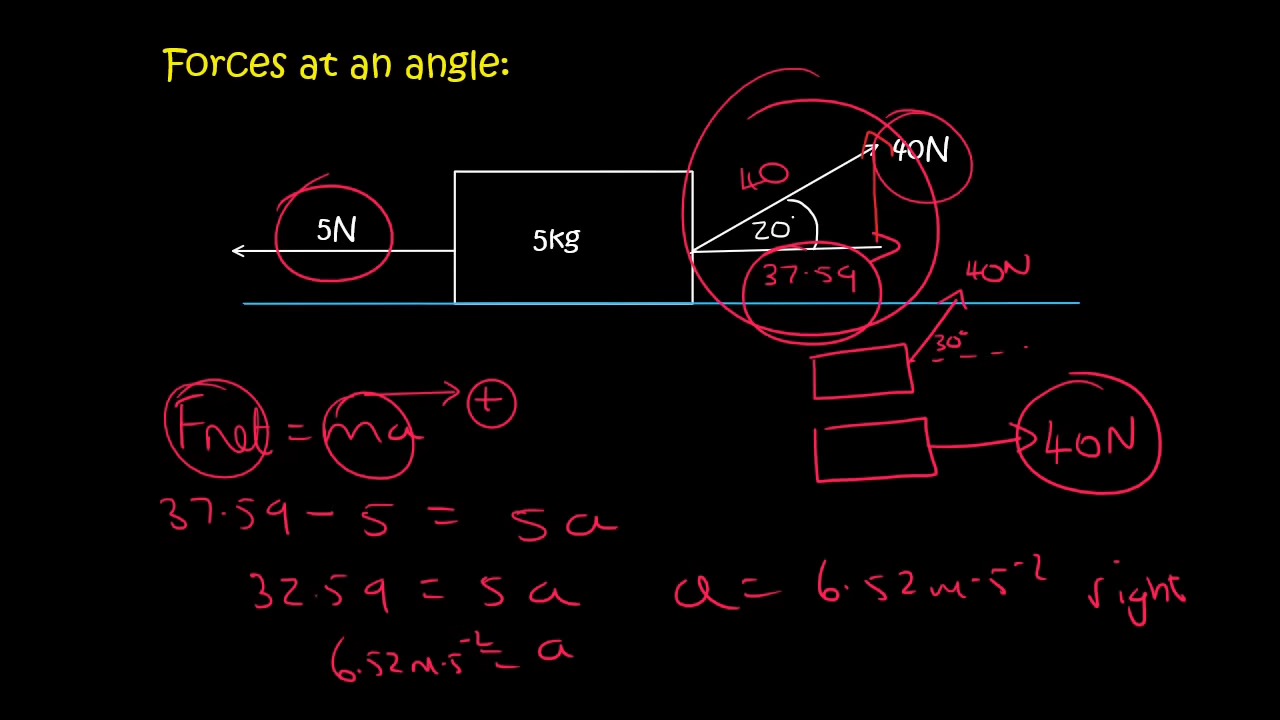 Forces at an angle:
40N
40
5N
20°
5kg
37.59
40N
30°
Fnet = ma +
40N
37.59 - 5 = 5a
32.59 = 5a
a = 6.52m·s-2 right
6.52m·s-2 = a